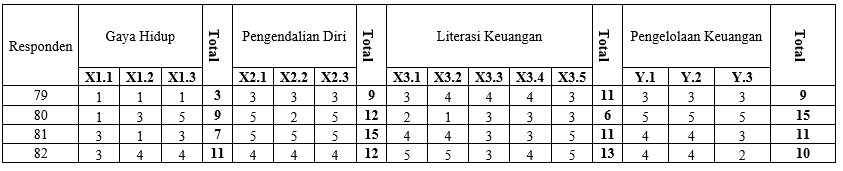 Responden Gaya Hidup Total Pengendalian Diri Total Literasi Keuangan Total Pengelolaan Keuangan Total
X1.1 X1.2 X1.3 X2.1 X2.2 X2.3 X3.1 X3.2 X3.3 X3.4 X3.5 Y.1 Y.2 Y.3
79 1 1 1 3 3 3 3 9 3 4 4 4 3 11 3 3 3 9
80 1 3 5 9 5 2 5 12 2 1 3 3 3 6 5 5 5 15
81 3 1 3 7 5 5 5 15 4 4 3 3 5 11 4 4 3 11
82 3 4 4 11 4 4 4 12 5 5 3 4 5 13 4 4 2 10